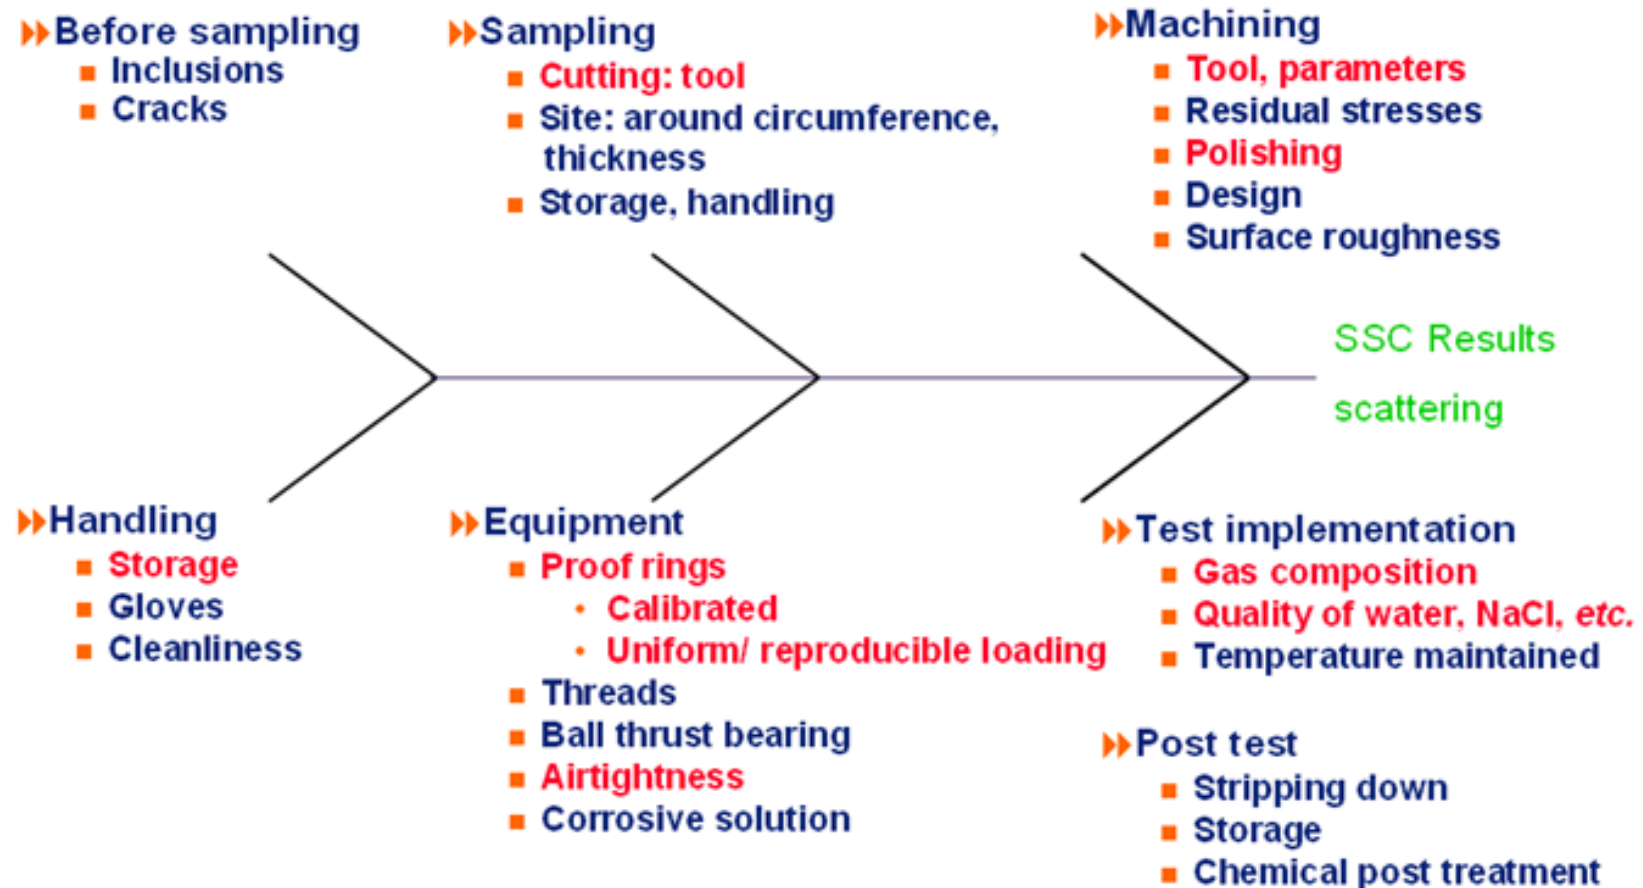 Before sampling
Inclusions
Cracks
Sampling
Cutting: tool
Site: around circumference,
thickness
Storage, handling
Machining
Tool, parameters
Residual stresses
Polishing
Design
Surface roughness
SSC Results
scattering
Handling
Storage
Gloves
Cleanliness
Equipment
Proof rings
Calibrated
Uniform/ reproducible loading
Threads
Ball thrust bearing
Airtightness
Corrosive solution
Test implementation
Gas composition
Quality of water, NaCl, etc.
Temperature maintained
Post test
Stripping down
Storage
Chemical post treatment